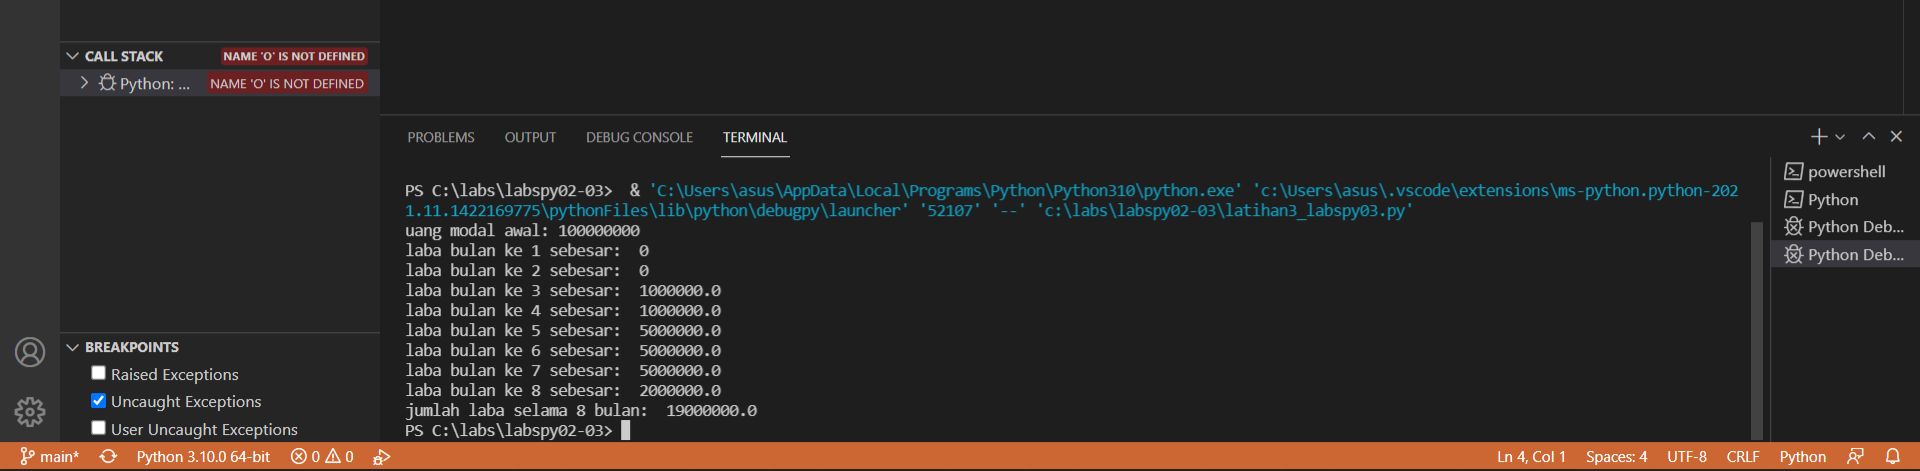 CALL STACK NAME 'O' IS NOT DEFINED
Python: ... NAME 'O' IS NOT DEFINED
BREAKPOINTS
Raised Exceptions
Uncaught Exceptions
User Uncaught Exceptions
PROBLEMS OUTPUT DEBUG CONSOLE TERMINAL
PS C:\labs\labspy02-03>  & 'C:\Users\asus\AppData\Local\Programs\Python\Python310\python.exe' 'c:\Users\asus\.vscode\extensions\ms-python.python-202
1.11.1422169775\pythonFiles\lib\python\debugpy\launcher' '52107' '--' 'c:\labs\labspy02-03\latihan3_labspy03.py'
uang modal awal: 100000000
laba bulan ke 1 sebesar:  0
laba bulan ke 2 sebesar:  0
laba bulan ke 3 sebesar:  1000000.0
laba bulan ke 4 sebesar:  1000000.0
laba bulan ke 5 sebesar:  5000000.0
laba bulan ke 6 sebesar:  5000000.0
laba bulan ke 7 sebesar:  5000000.0
laba bulan ke 8 sebesar:  2000000.0
jumlah laba selama 8 bulan:  19000000.0
PS C:\labs\labspy02-03>
powershell
Python
Python Deb...
Python Deb...
main* Python 3.10.0 64-bit 0 0 Ln 4, Col 1 Spaces: 4 UTF-8 CRLF Python